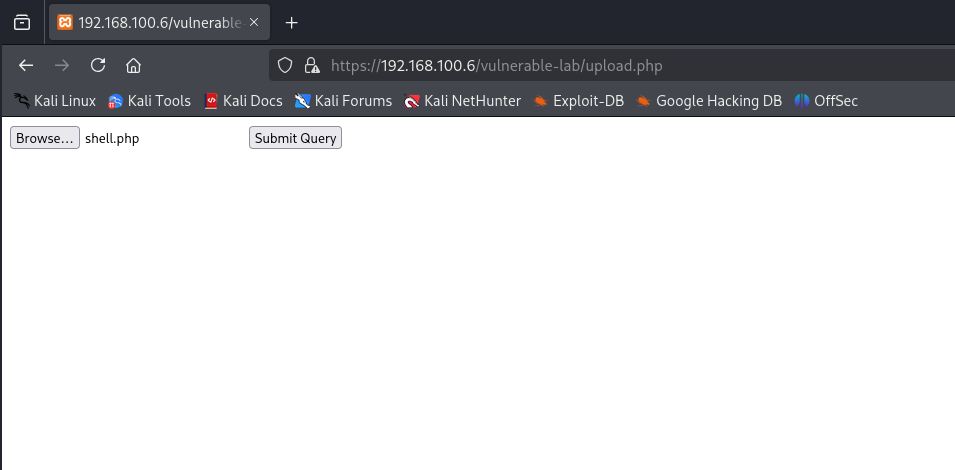 192.168.100.6/vulnerable-
https://192.168.100.6/vulnerable-lab/upload.php
Kali Linux Kali Tools Kali Docs Kali Forums Kali NetHunter Exploit-DB Google Hacking DB OffSec
Browse... shell.php Submit Query